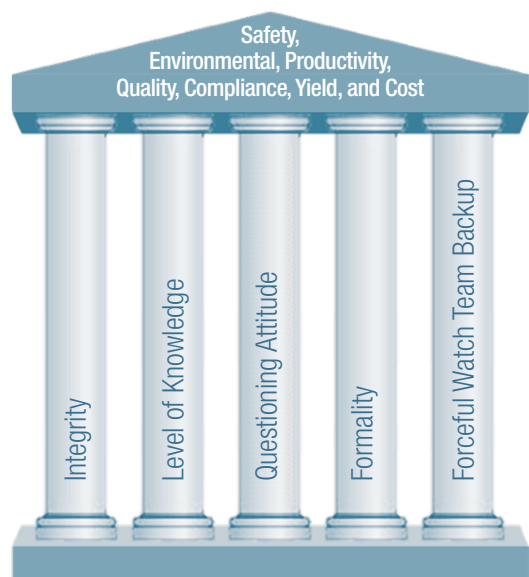 Safety,
Environmental, Productivity,
Quality, Compliance, Yield, and Cost
Integrity
Level of Knowledge
Questioning Attitude
Formality
Forceful Watch Team Backup